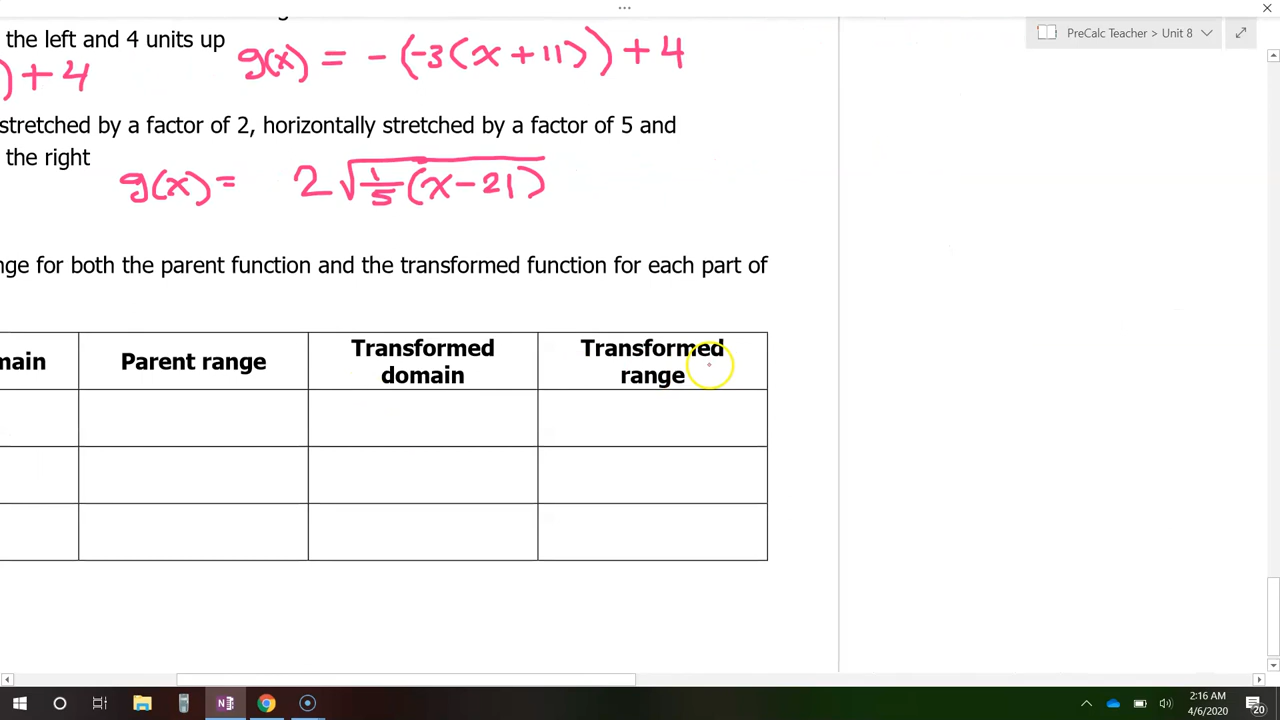 PreCalc Teacher > Unit 8
the left and 4 units up
g(x) = -(-3(x+11))+4
)+4
stretched by a factor of 2, horizontally stretched by a factor of 5 and
the right
g(x)= 2√(1/5)(x-21)
nge for both the parent function and the transformed function for each part of
main
Parent range
Transformed
domain
Transformed
range
2:16 AM
4/6/2020
20